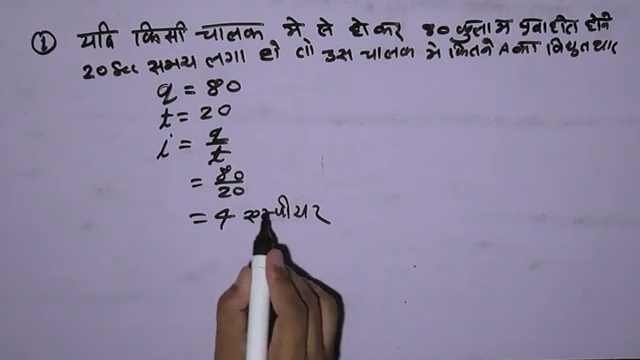 ① यदि किसी चालक में से होकर 80 कुलाम प्रवाहीत होने
20 Sec समय लगा हो तो उस चालक मे कितने A का विधुत धारा
q = 80
t = 20
i = q/t
= 80/20
= 4 एम्पीयर